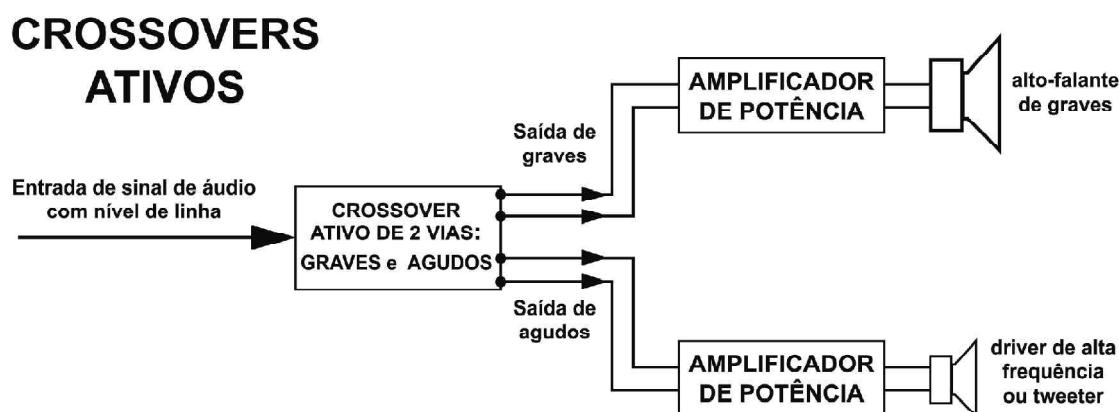 CROSSOVERS
ATIVOS
Entrada de sinal de áudio
com nível de linha
CROSSOVER
ATIVO DE 2 VIAS:
GRAVES e AGUDOS
Saída de
graves
AMPLIFICADOR
DE POTÊNCIA
alto-falante
de graves
Saída de
agudos
AMPLIFICADOR
DE POTÊNCIA
driver de alta
frequência
ou tweeter